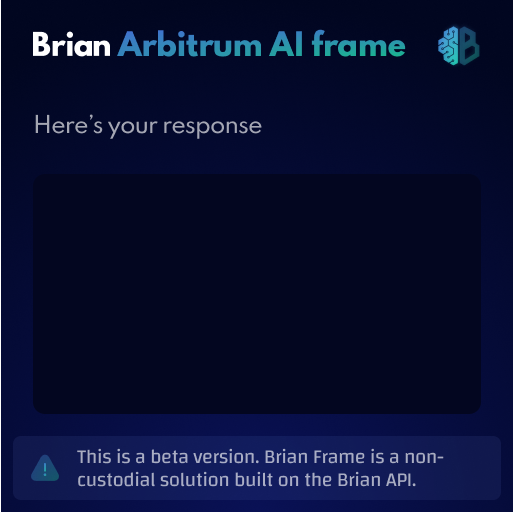 Brian Arbitrum AI frame
Here's your response
This is a beta version. Brian Frame is a non-
custodial solution built on the Brian API.